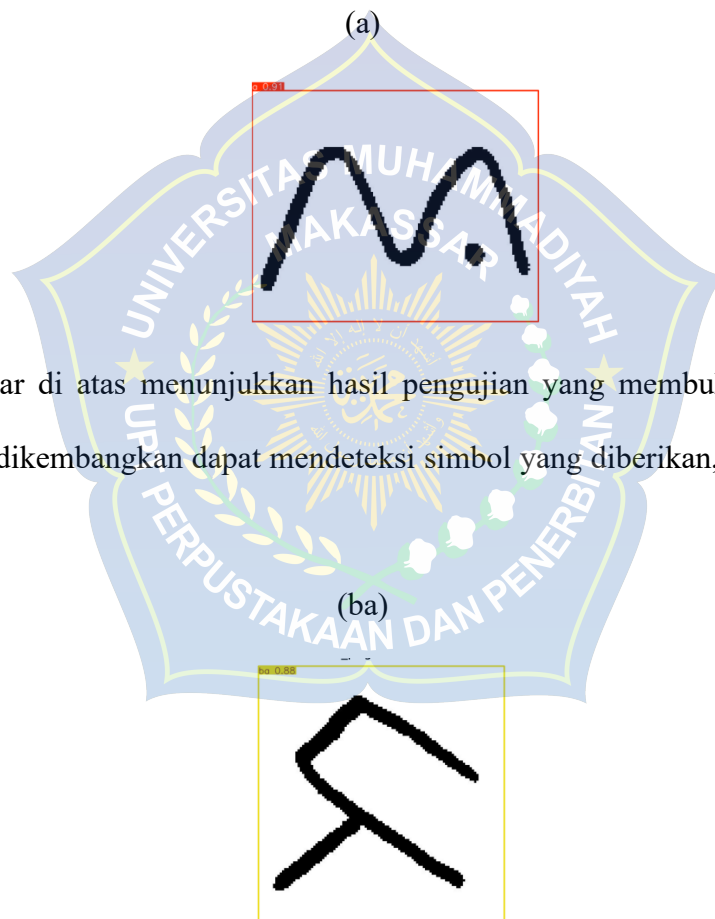 (a)
a 0.91
ᨕ
UNIVERSITAS MUHAMMADIYAH
MAKASSAR
ar di atas menunjukkan hasil pengujian yang membu
dikembangkan dapat mendeteksi simbol yang diberikan,
UPT PERPUSTAKAAN DAN PENERBITAN
(ba)
ba 0.88